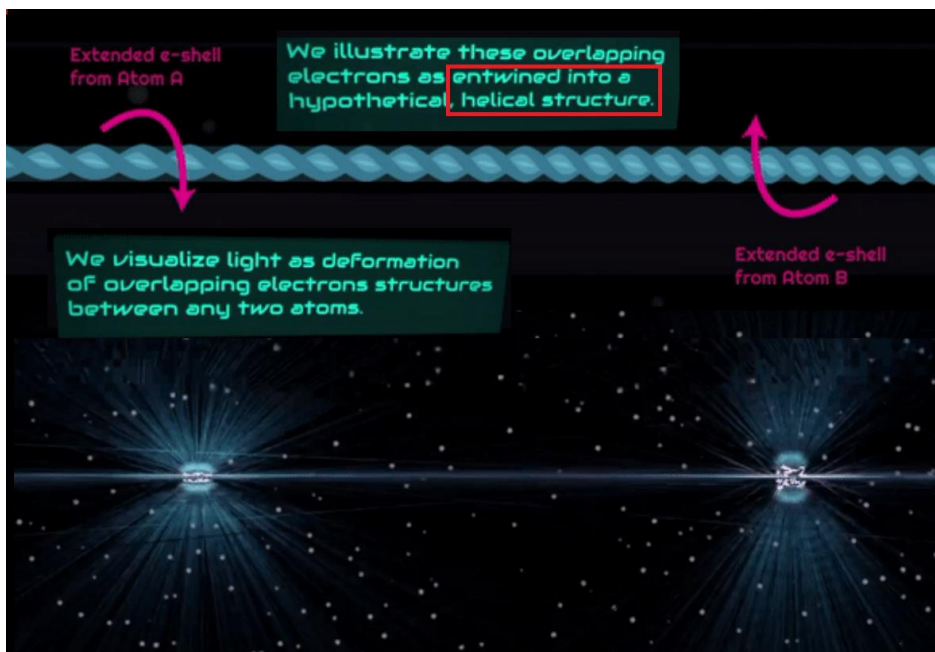 Extended e-shell
from Atom A
We illustrate these overlapping
electrons as entwined into a
hypothetical, helical structure.
We visualize light as deformation
of overlapping electrons structures
between any two atoms.
Extended e-shell
from Atom B